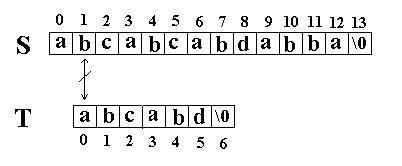 0 1 2 3 4 5 6 7 8 9 10 11 12 13
S a b c a b c a b d a b b a \0
T a b c a b d \0
0 1 2 3 4 5 6